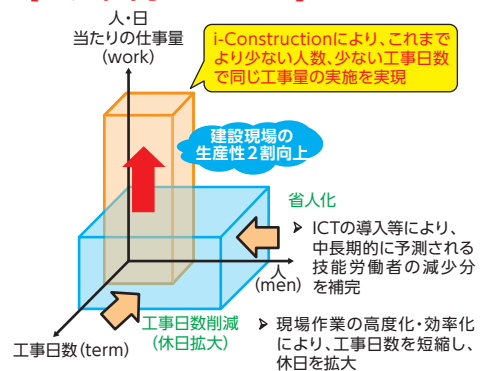 人・日
当たりの仕事量
(work)
i-Constructionにより、これまで
より少ない人数、少ない工事日数
で同じ工事量の実施を実現
建設現場の
生産性2割向上
省人化
➢ ICTの導入等により、
中長期的に予測される
技能労働者の減少分
を補完
人
(men)
工事日数削減
(休日拡大)
➢ 現場作業の高度化・効率化
により、工事日数を短縮し、
休日を拡大
工事日数(term)